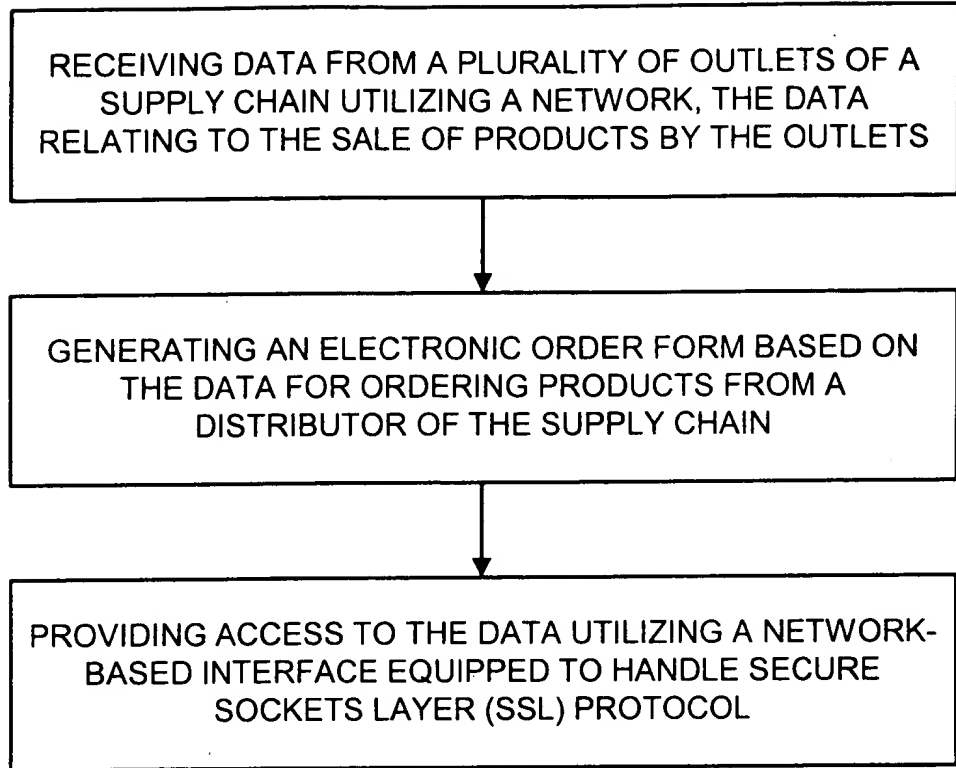 RECEIVING DATA FROM A PLURALITY OF OUTLETS OF A
SUPPLY CHAIN UTILIZING A NETWORK, THE DATA
RELATING TO THE SALE OF PRODUCTS BY THE OUTLETS
GENERATING AN ELECTRONIC ORDER FORM BASED ON
THE DATA FOR ORDERING PRODUCTS FROM A
DISTRIBUTOR OF THE SUPPLY CHAIN
PROVIDING ACCESS TO THE DATA UTILIZING A NETWORK-
BASED INTERFACE EQUIPPED TO HANDLE SECURE
SOCKETS LAYER (SSL) PROTOCOL